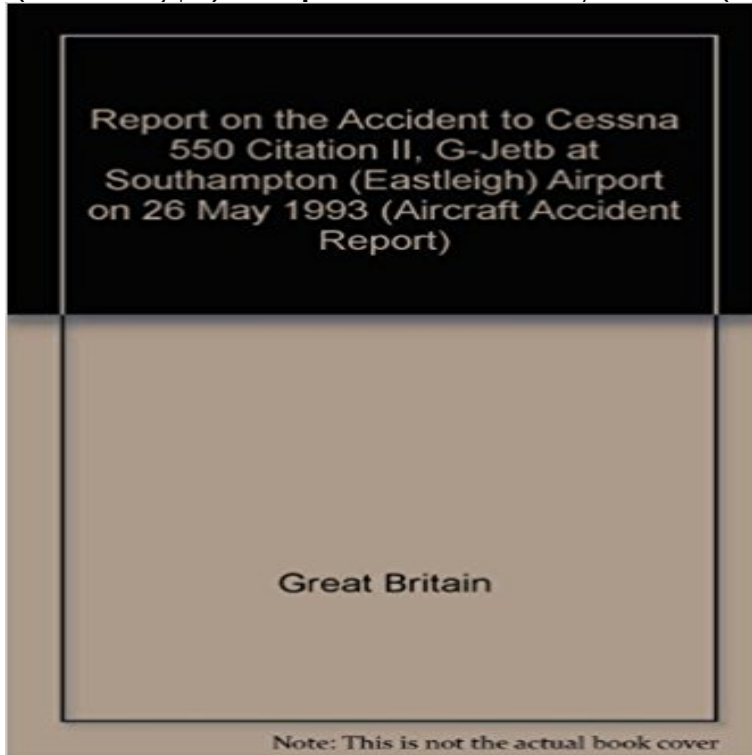 Report on the Accident to Cessna
550 Citation II, G-Jetb at
Southampton (Eastleigh) Airport
on 26 May 1993 (Aircraft Accident
Report)
Great Britain
Note: This is not the actual book cover